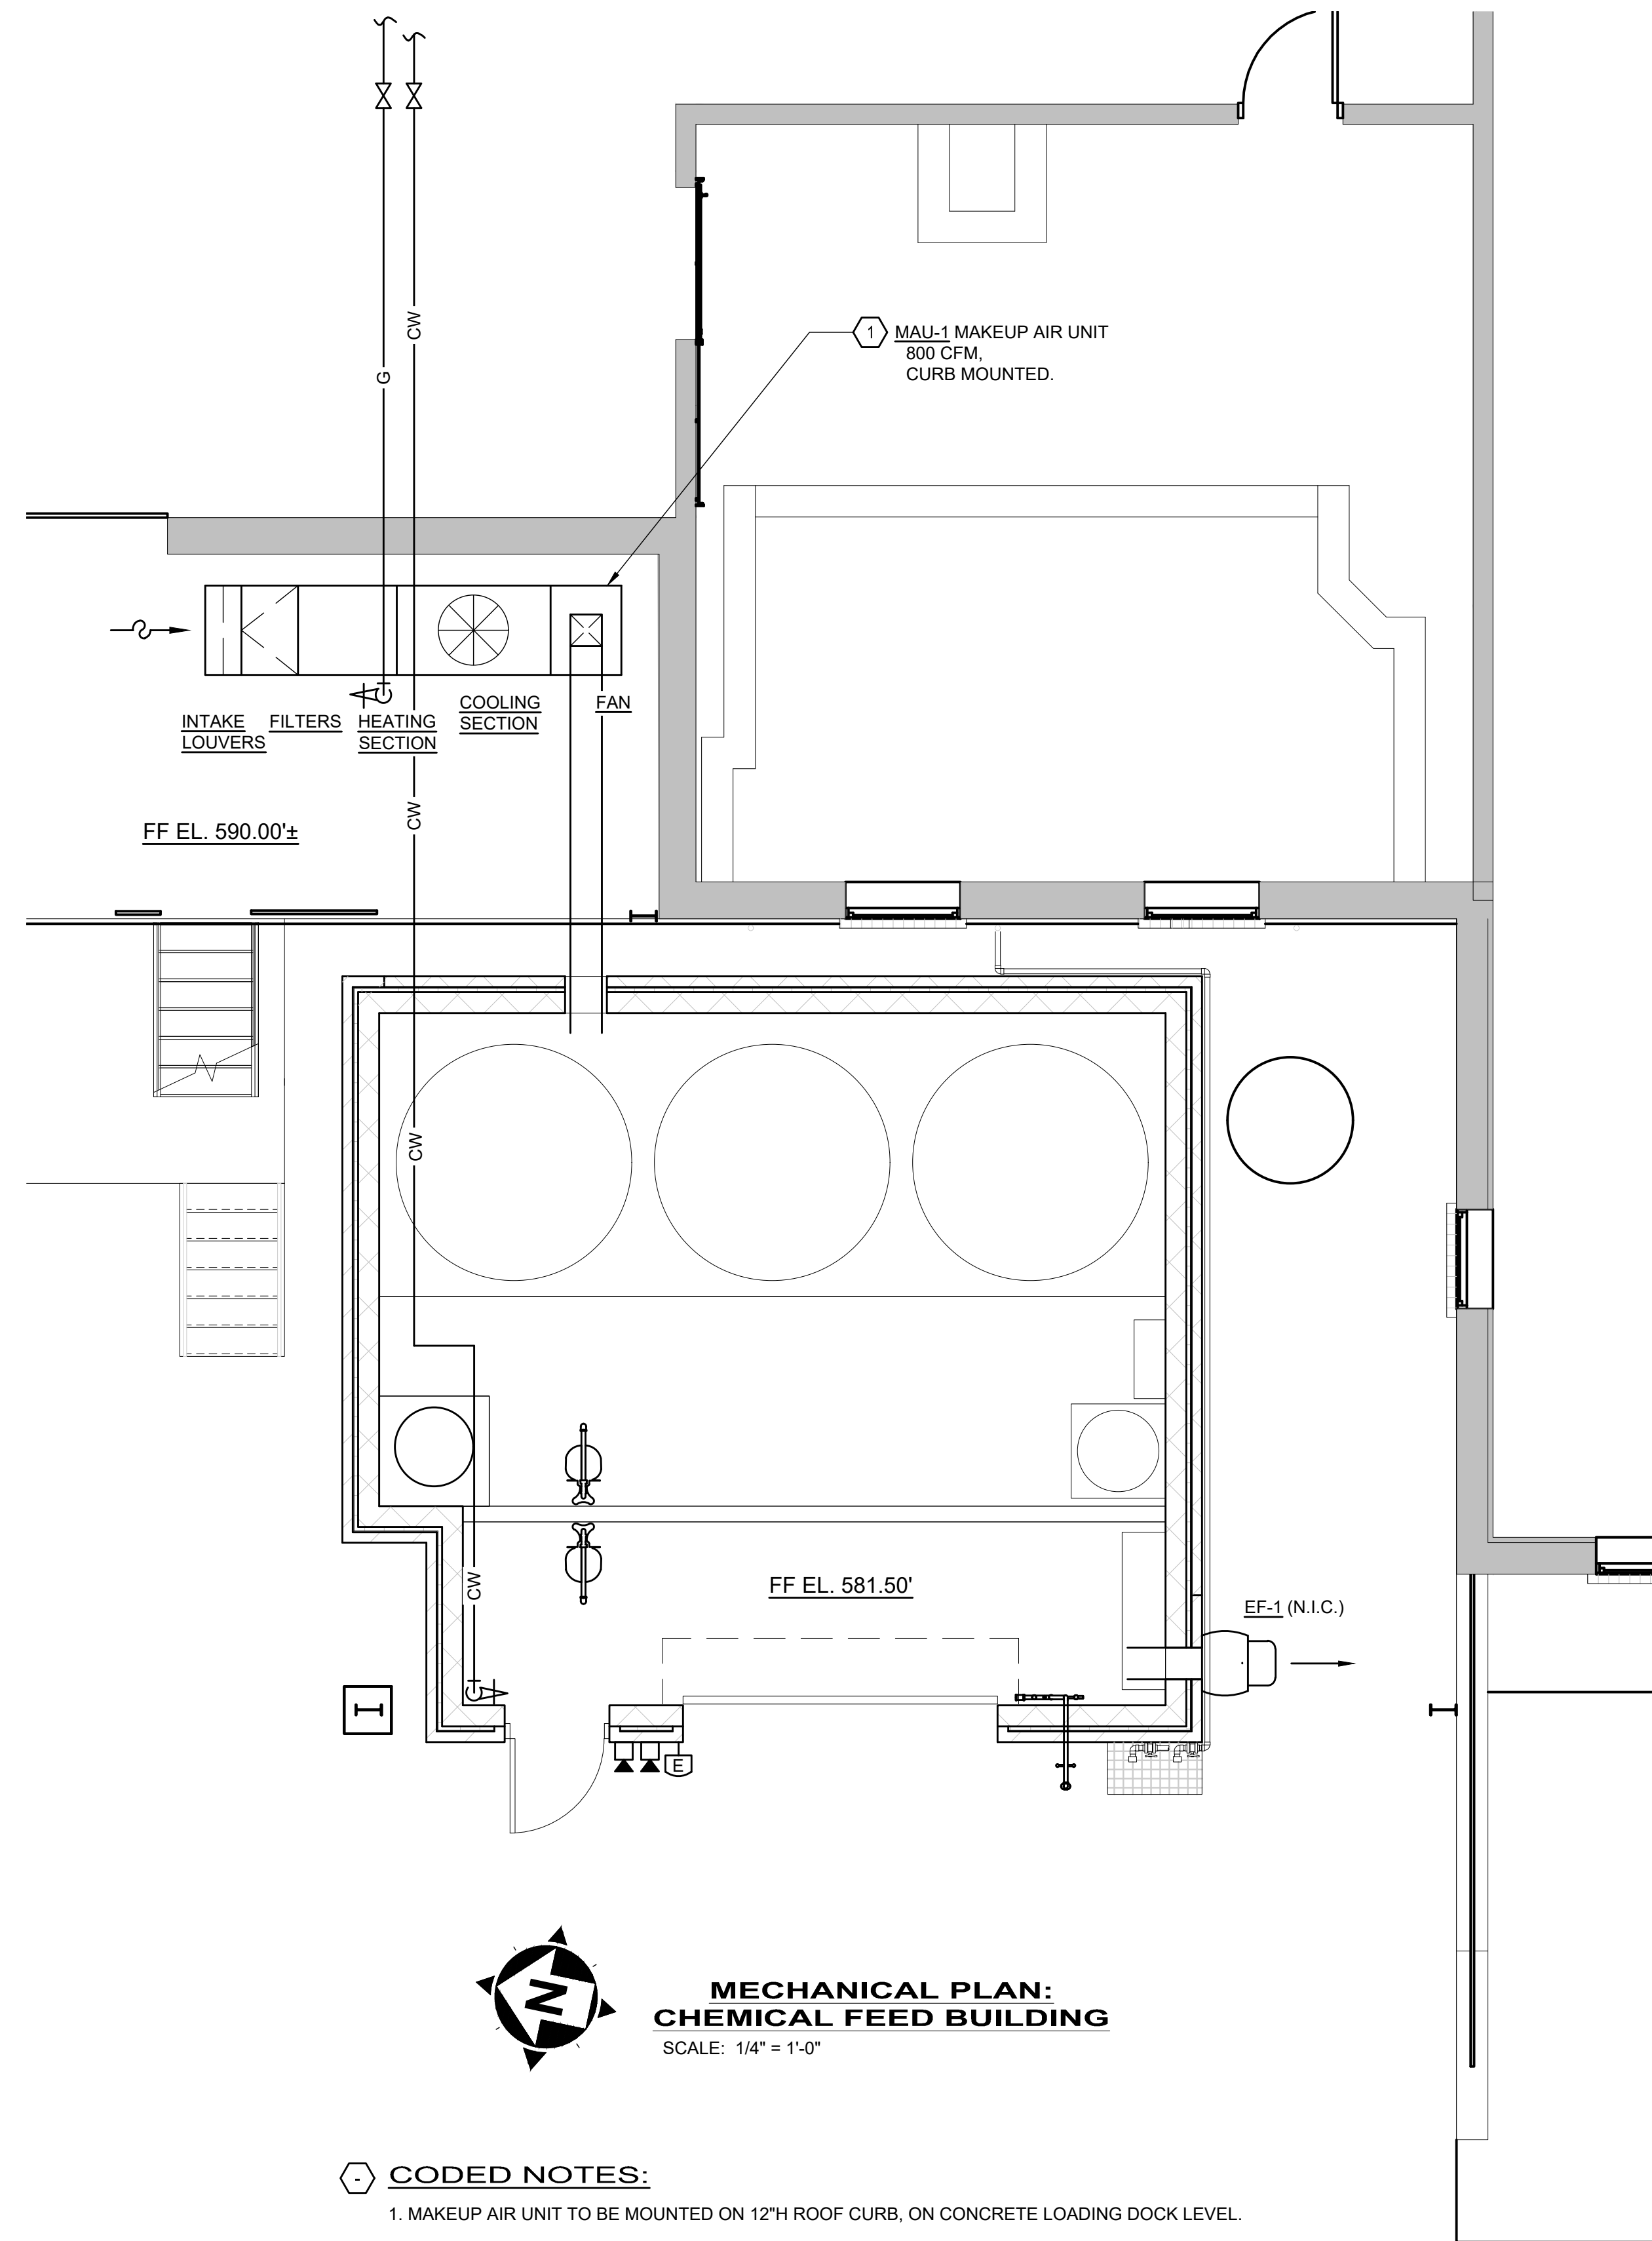 CW
G
1
MAU-1 MAKEUP AIR UNIT
800 CFM,
CURB MOUNTED.
INTAKE
LOUVERS
FILTERS
HEATING
SECTION
COOLING
SECTION
FAN
CW
FF EL. 590.00'±
CW
CW
FF EL. 581.50'
EF-1 (N.I.C.)
E
N
MECHANICAL PLAN:
CHEMICAL FEED BUILDING
SCALE: 1/4" = 1'-0"
- CODED NOTES:
1. MAKEUP AIR UNIT TO BE MOUNTED ON 12"H ROOF CURB, ON CONCRETE LOADING DOCK LEVEL.